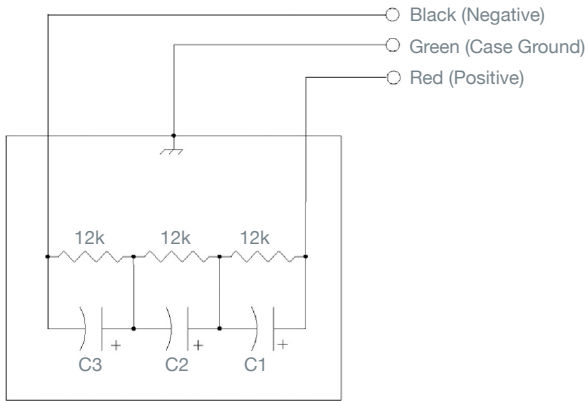 Black (Negative)
Green (Case Ground)
Red (Positive)
12k 12k 12k
+ + +
C3 C2 C1